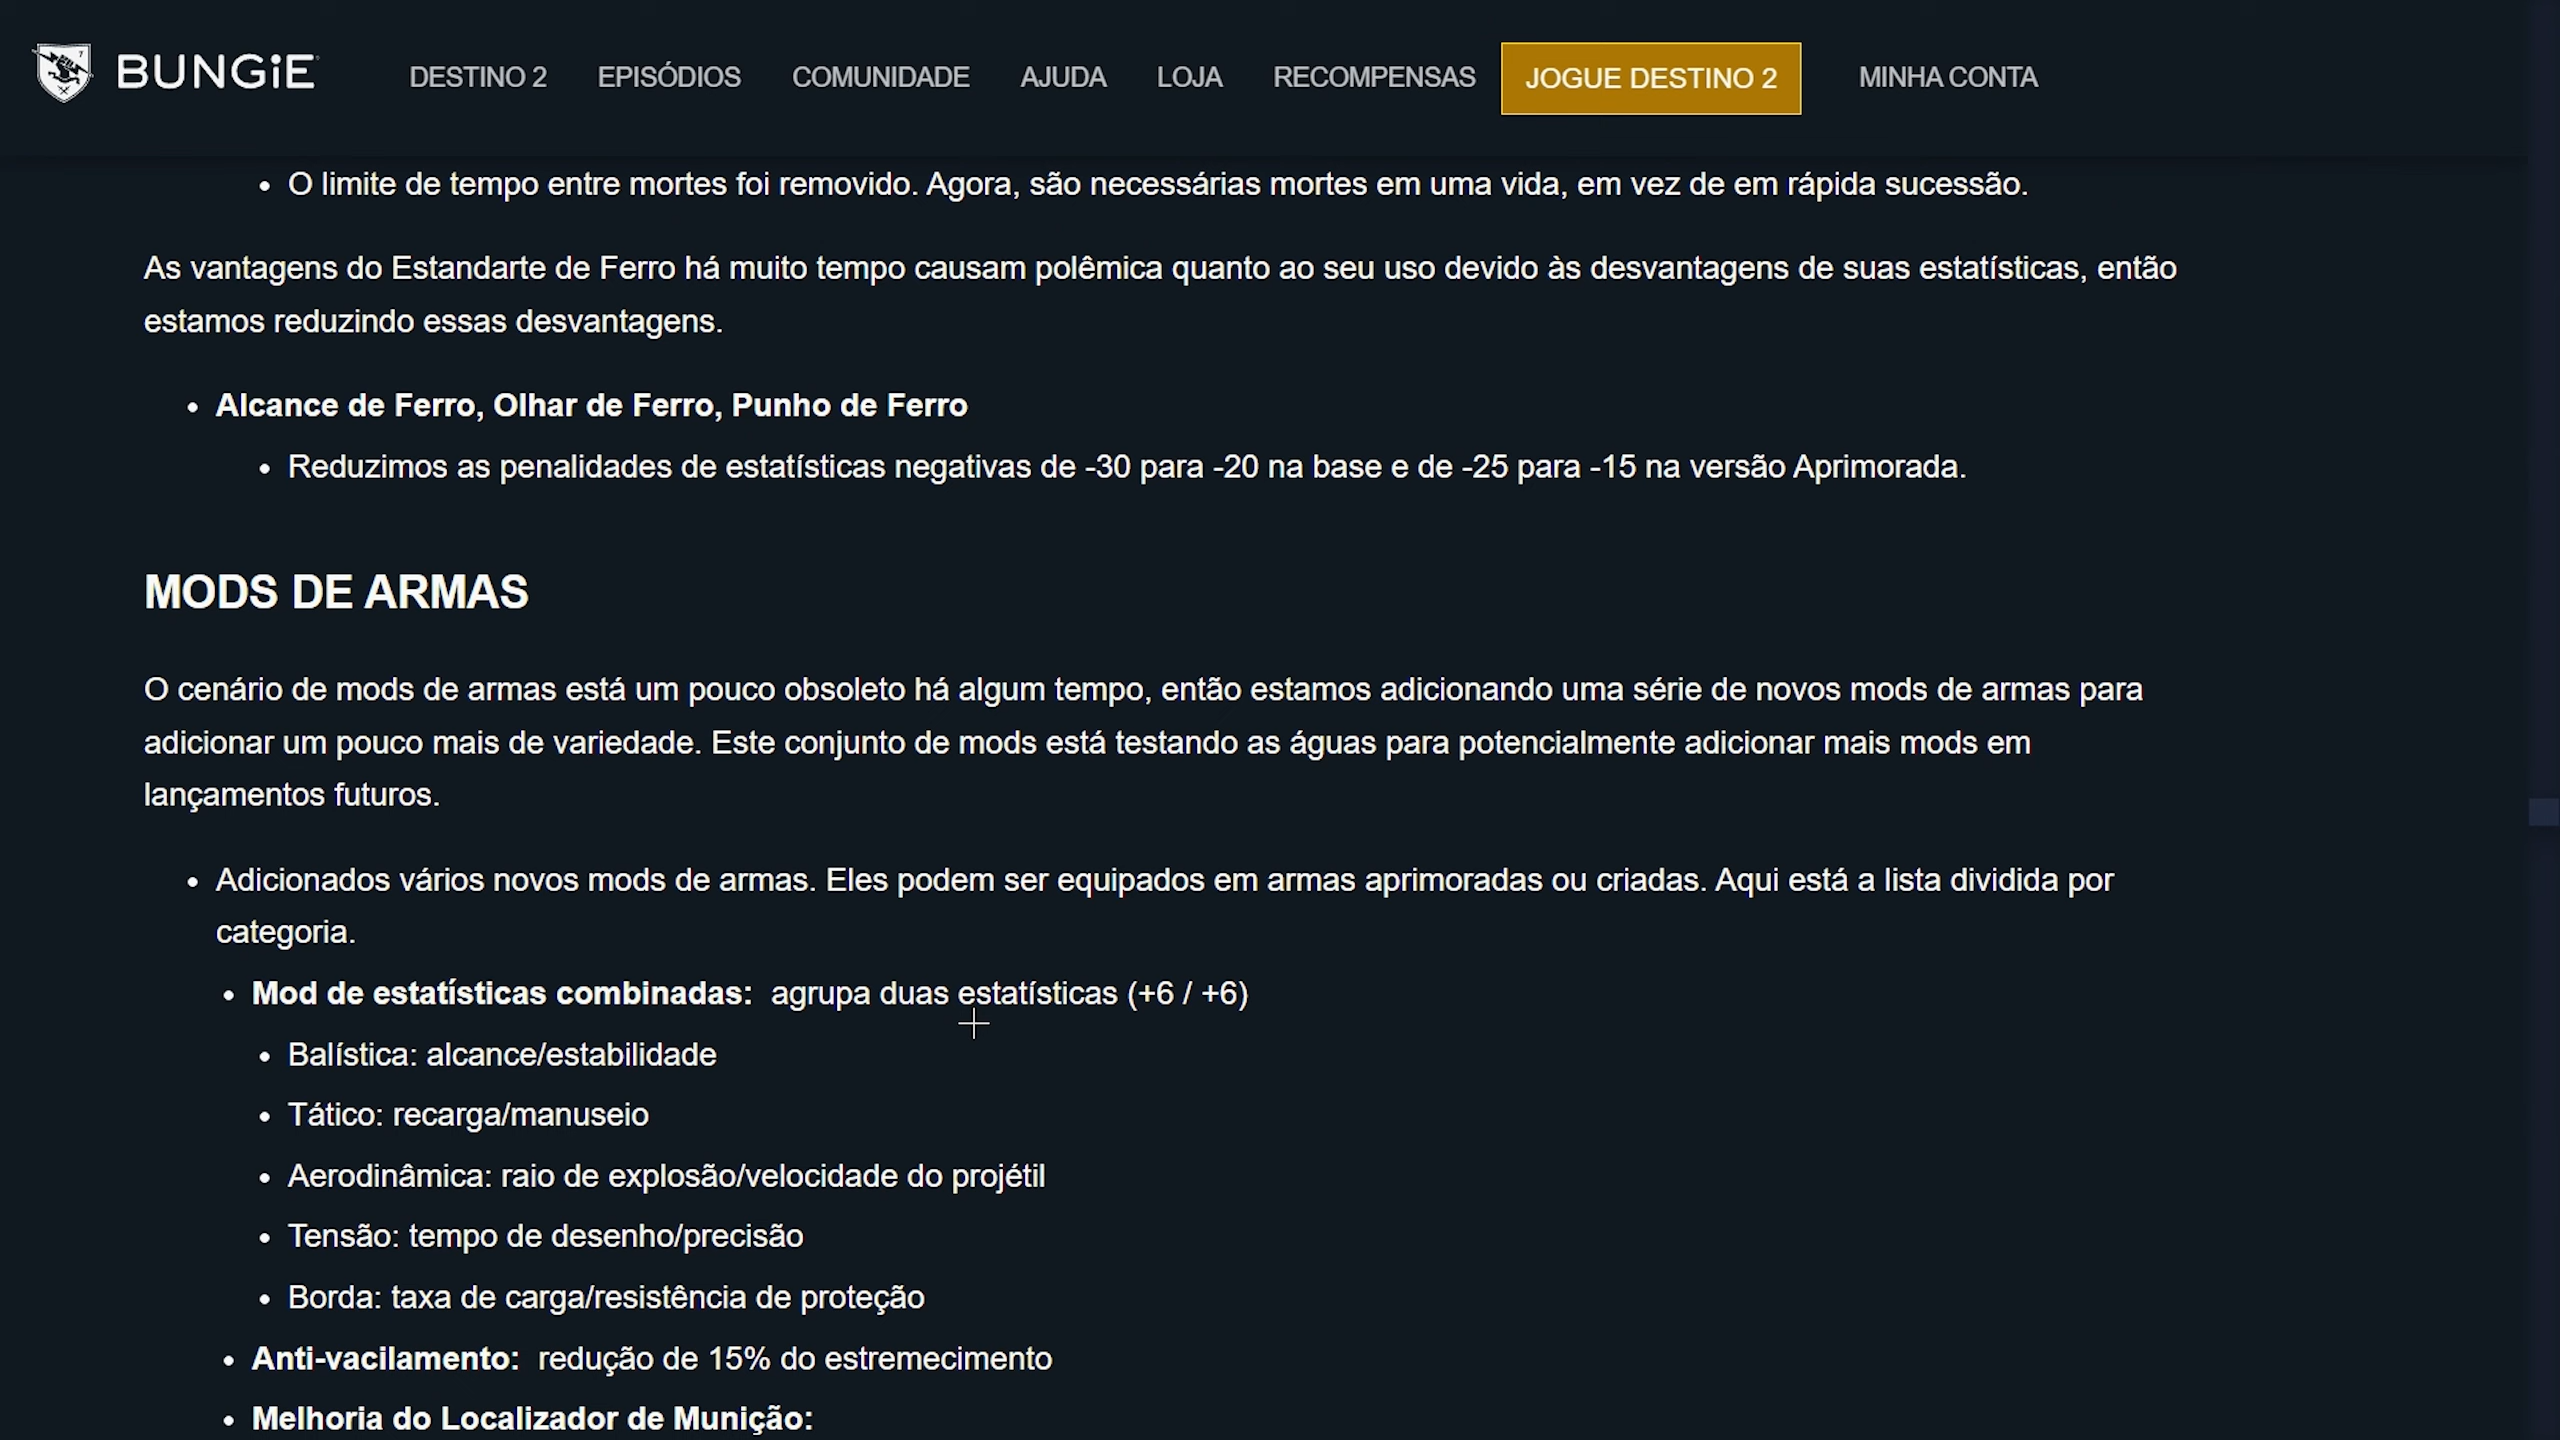 BUNGiE DESTINO 2 EPISÓDIOS COMUNIDADE AJUDA LOJA RECOMPENSAS JOGUE DESTINO 2 MINHA CONTA
• O limite de tempo entre mortes foi removido. Agora, são necessárias mortes em uma vida, em vez de em rápida sucessão.
As vantagens do Estandarte de Ferro há muito tempo causam polêmica quanto ao seu uso devido às desvantagens de suas estatísticas, então
estamos reduzindo essas desvantagens.
• Alcance de Ferro, Olhar de Ferro, Punho de Ferro
• Reduzimos as penalidades de estatísticas negativas de -30 para -20 na base e de -25 para -15 na versão Aprimorada.
MODS DE ARMAS
O cenário de mods de armas está um pouco obsoleto há algum tempo, então estamos adicionando uma série de novos mods de armas para
adicionar um pouco mais de variedade. Este conjunto de mods está testando as águas para potencialmente adicionar mais mods em
lançamentos futuros.
• Adicionados vários novos mods de armas. Eles podem ser equipados em armas aprimoradas ou criadas. Aqui está a lista dividida por
categoria.
• Mod de estatísticas combinadas: agrupa duas estatísticas (+6 / +6)
• Balística: alcance/estabilidade
• Tático: recarga/manuseio
• Aerodinâmica: raio de explosão/velocidade do projétil
• Tensão: tempo de desenho/precisão
• Borda: taxa de carga/resistência de proteção
• Anti-vacilamento: redução de 15% do estremecimento
• Melhoria do Localizador de Munição: